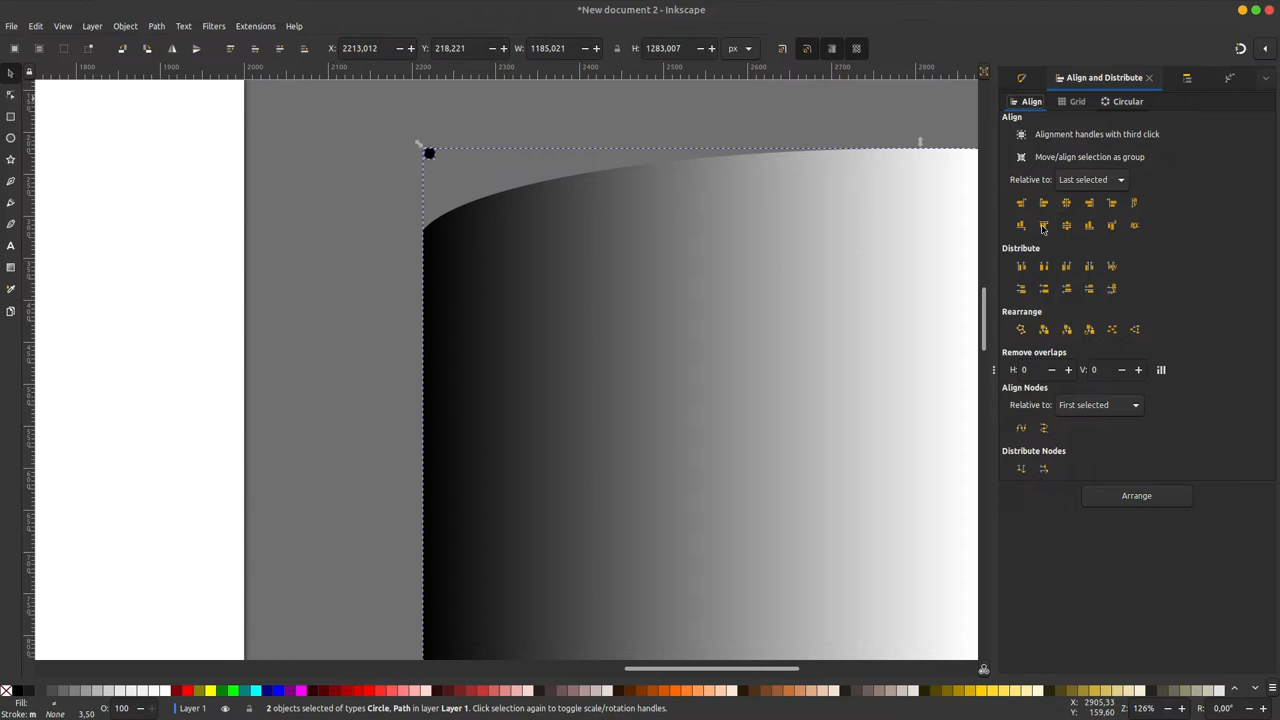 *New document 2 - Inkscape
File Edit View Layer Object Path Text Filters Extensions Help
X: 2213,012 Y: 218,221 W: 1185,021 H: 1283,007 px
1800 1900 2000 2100 2200 2300 2400 2500 2600 2700 2800
Align and Distribute
Align Grid Circular
Align
Alignment handles with third click
Move/align selection as group
Relative to: Last selected
Distribute
Rearrange
Remove overlaps
H: 0 V: 0
Align Nodes
Relative to: First selected
Distribute Nodes
Arrange
Fill: ≠ O: 100 Layer 1 2 objects selected of types Circle, Path in layer Layer 1. Click selection again to toggle scale/rotation handles. X: 2905,33 Z: 126% R: 0,00°
Stroke: m None 3,50 Y: 159,60